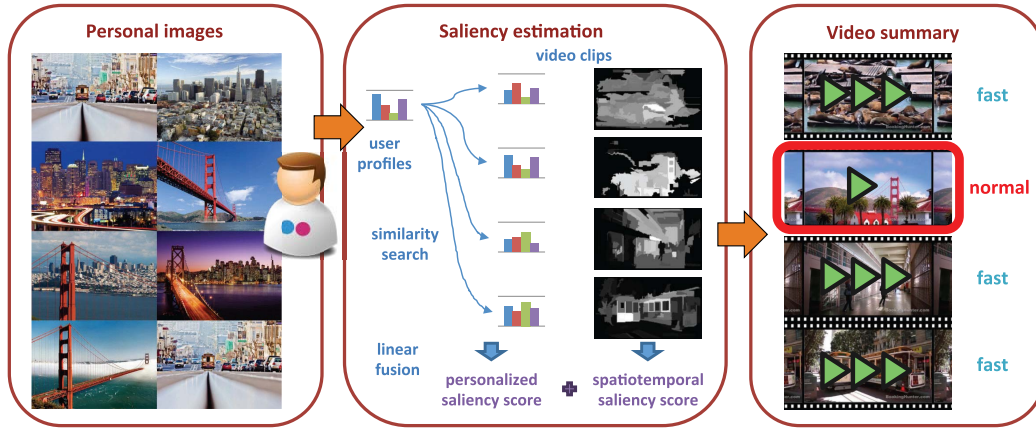 Personal images
Saliency estimation
video clips
user
profiles
similarity
search
linear
fusion
personalized
saliency score
spatiotemporal
saliency score
Video summary
fast
normal
fast
fast